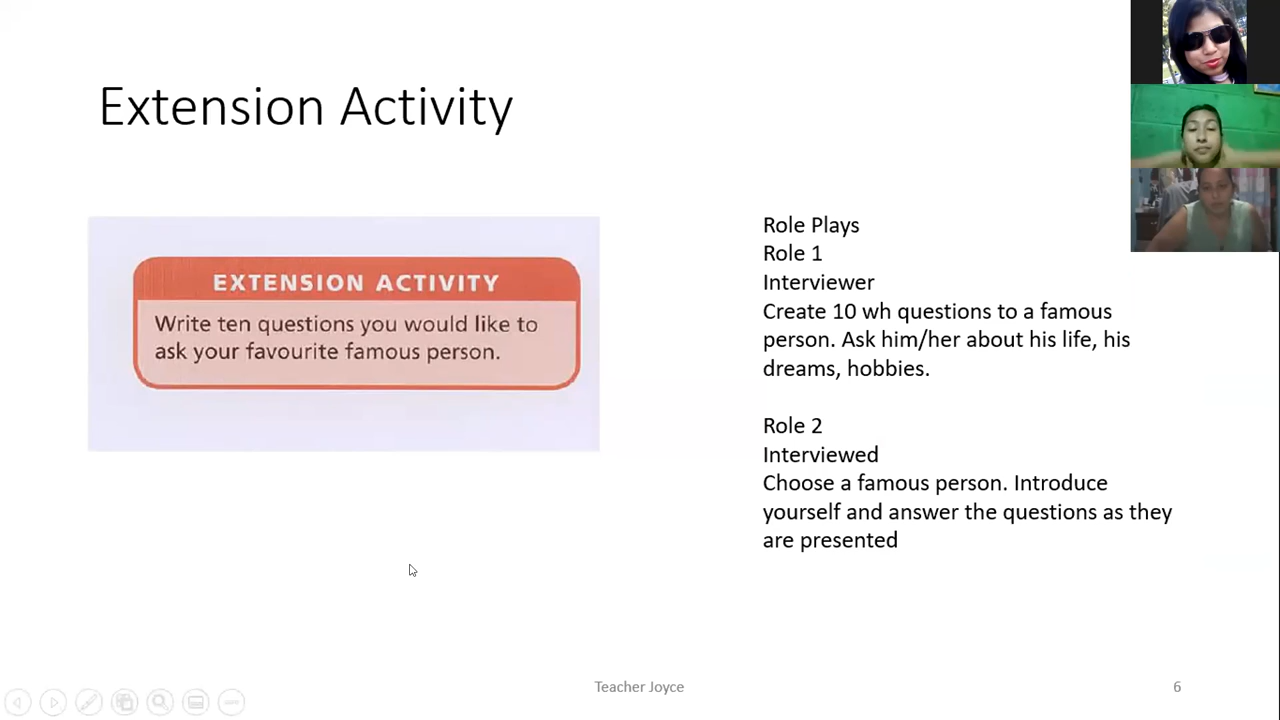 Extension Activity
EXTENSION ACTIVITY
Write ten questions you would like to
ask your favourite famous person.
Role Plays
Role 1
Interviewer
Create 10 wh questions to a famous
person. Ask him/her about his life, his
dreams, hobbies.
Role 2
Interviewed
Choose a famous person. Introduce
yourself and answer the questions as they
are presented
Teacher Joyce
6